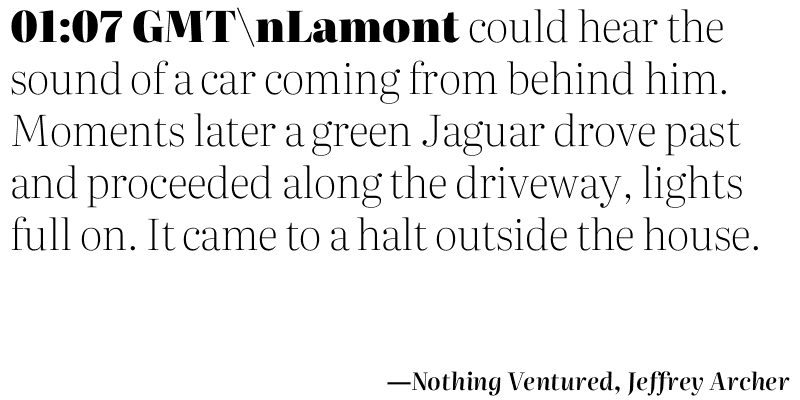 01:07 GMT\nLamont could hear the
sound of a car coming from behind him.
Moments later a green Jaguar drove past
and proceeded along the driveway, lights
full on. It came to a halt outside the house.
—Nothing Ventured, Jeffrey Archer